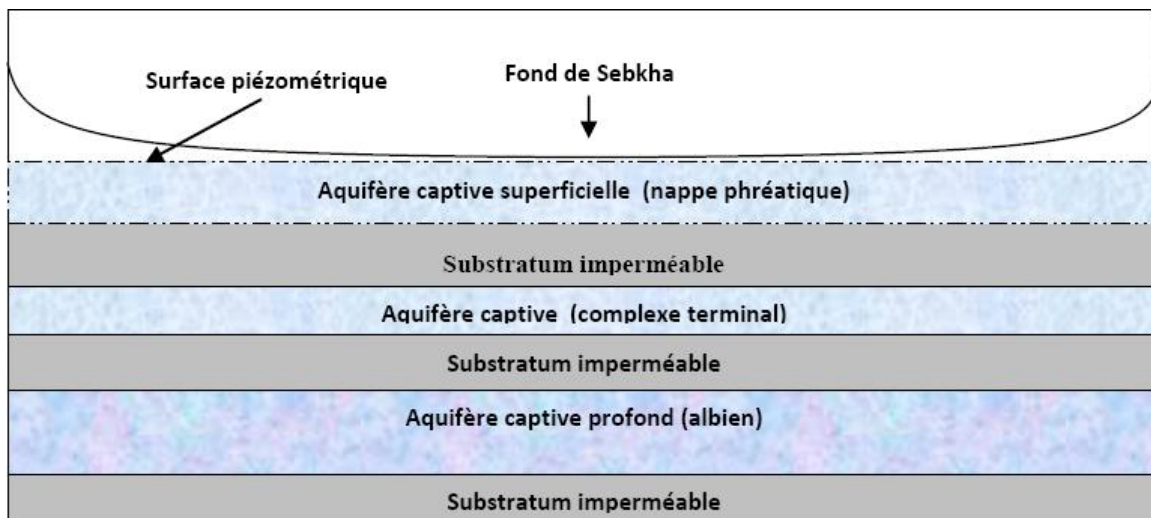 Fond de Sebkha
Surface piézométrique
Aquifère captive superficielle (nappe phréatique)
Substratum imperméable
Aquifère captive (complexe terminal)
Substratum imperméable
Aquifère captive profond (albien)
Substratum imperméable